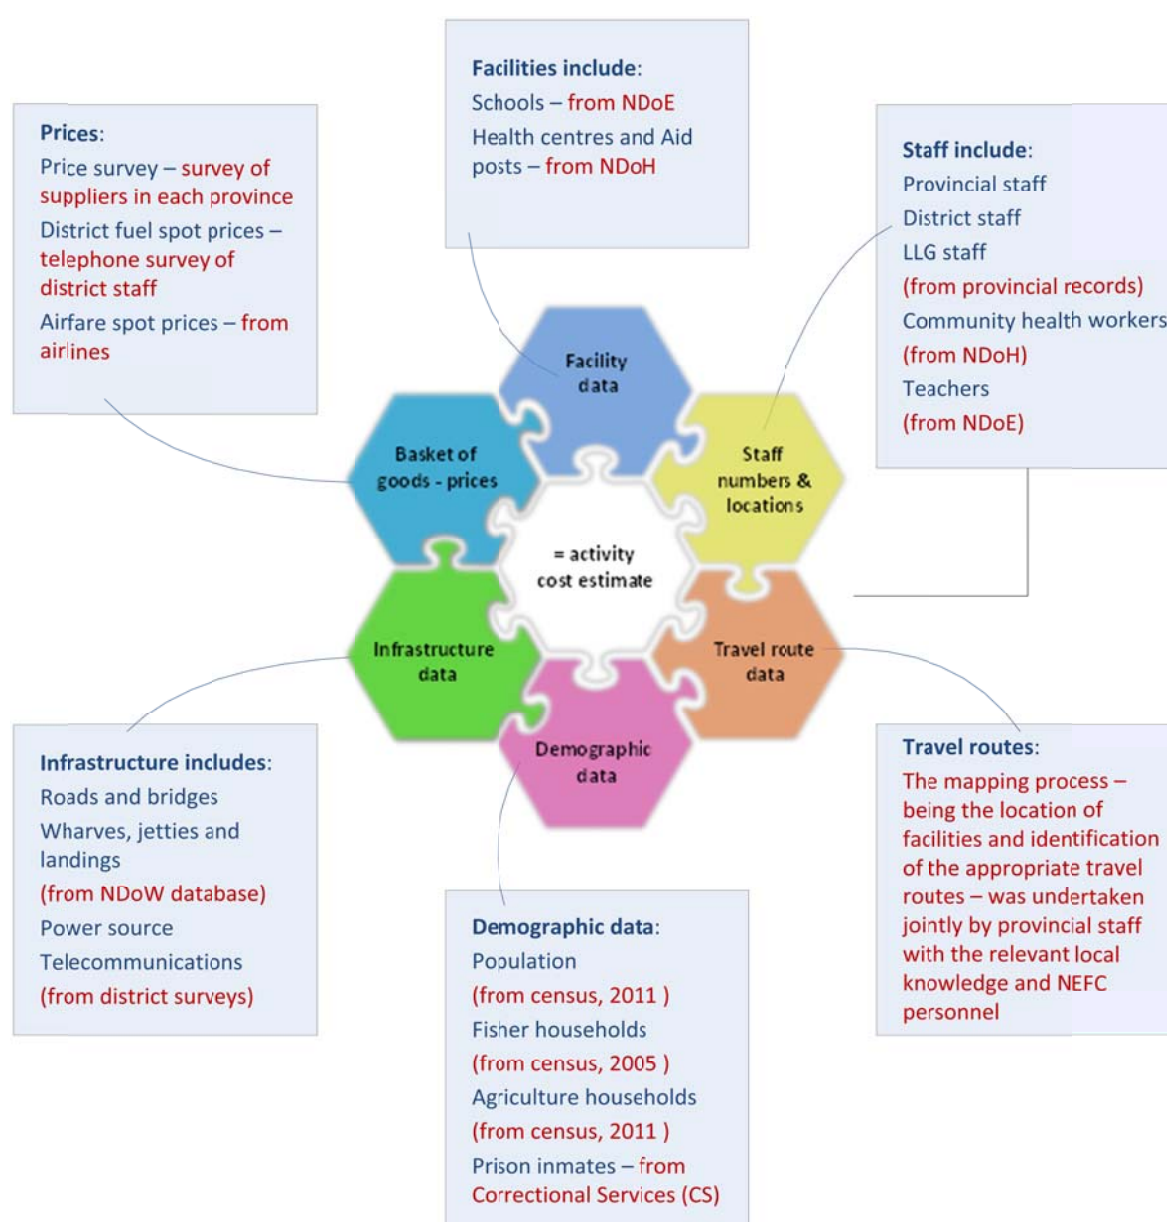 Facilities include:
Schools – from NDoE
Health centres and Aid
posts – from NDoH
Prices:
Price survey – survey of
suppliers in each province
District fuel spot prices –
telephone survey of
district staff
Airfare spot prices – from
airlines
Staff include:
Provincial staff
District staff
LLG staff
(from provincial records)
Community health workers
(from NDoH)
Teachers
(from NDoE)
Facility
data
Basket of
goods - prices
Staff
numbers &
locations
= activity
cost estimate
Infrastructure
data
Travel route
data
Demographic
data
Infrastructure includes:
Roads and bridges
Wharves, jetties and
landings
(from NDoW database)
Power source
Telecommunications
(from district surveys)
Demographic data:
Population
(from census, 2011 )
Fisher households
(from census, 2005 )
Agriculture households
(from census, 2011 )
Prison inmates – from
Correctional Services (CS)
Travel routes:
The mapping process –
being the location of
facilities and identification
of the appropriate travel
routes – was undertaken
jointly by provincial staff
with the relevant local
knowledge and NEFC
personnel